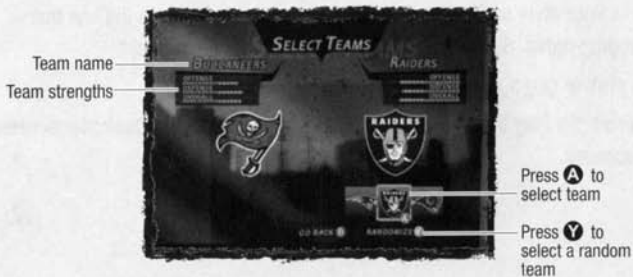 SELECT TEAMS
Team name
BUCCANEERS
RAIDERS
Team strengths
OFFENSE
DEFENSE
OVERALL
OFFENSE
DEFENSE
OVERALL
RAIDERS
Press A to
select team
GO BACK B
RANDOMIZE Y
Press Y to
select a random
team